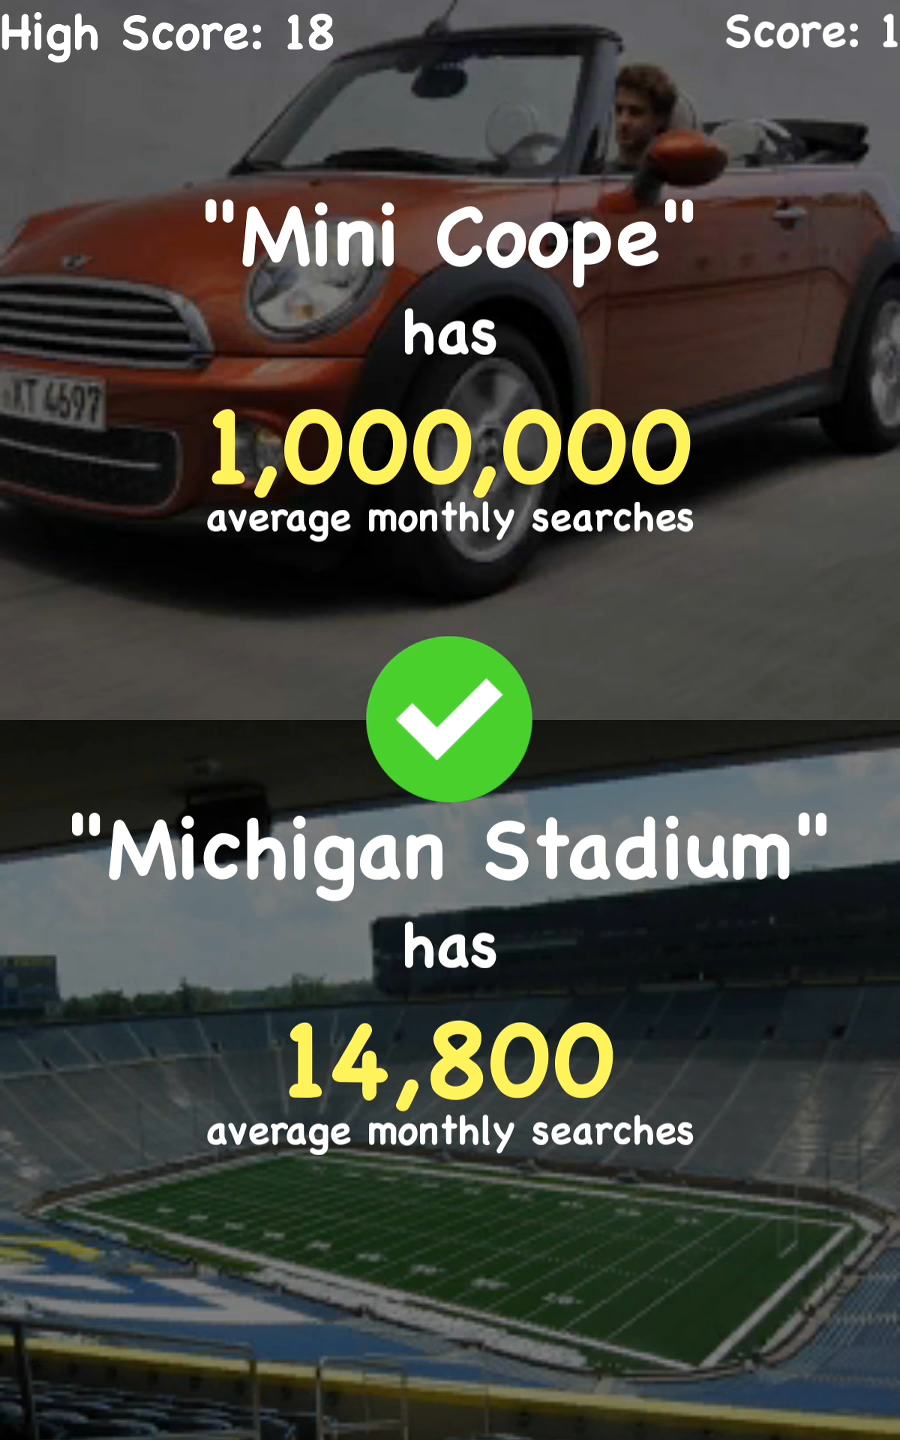 High Score: 18
Score: 1
"Mini Coope"
has
1,000,000
average monthly searches
"Michigan Stadium"
has
14,800
average monthly searches